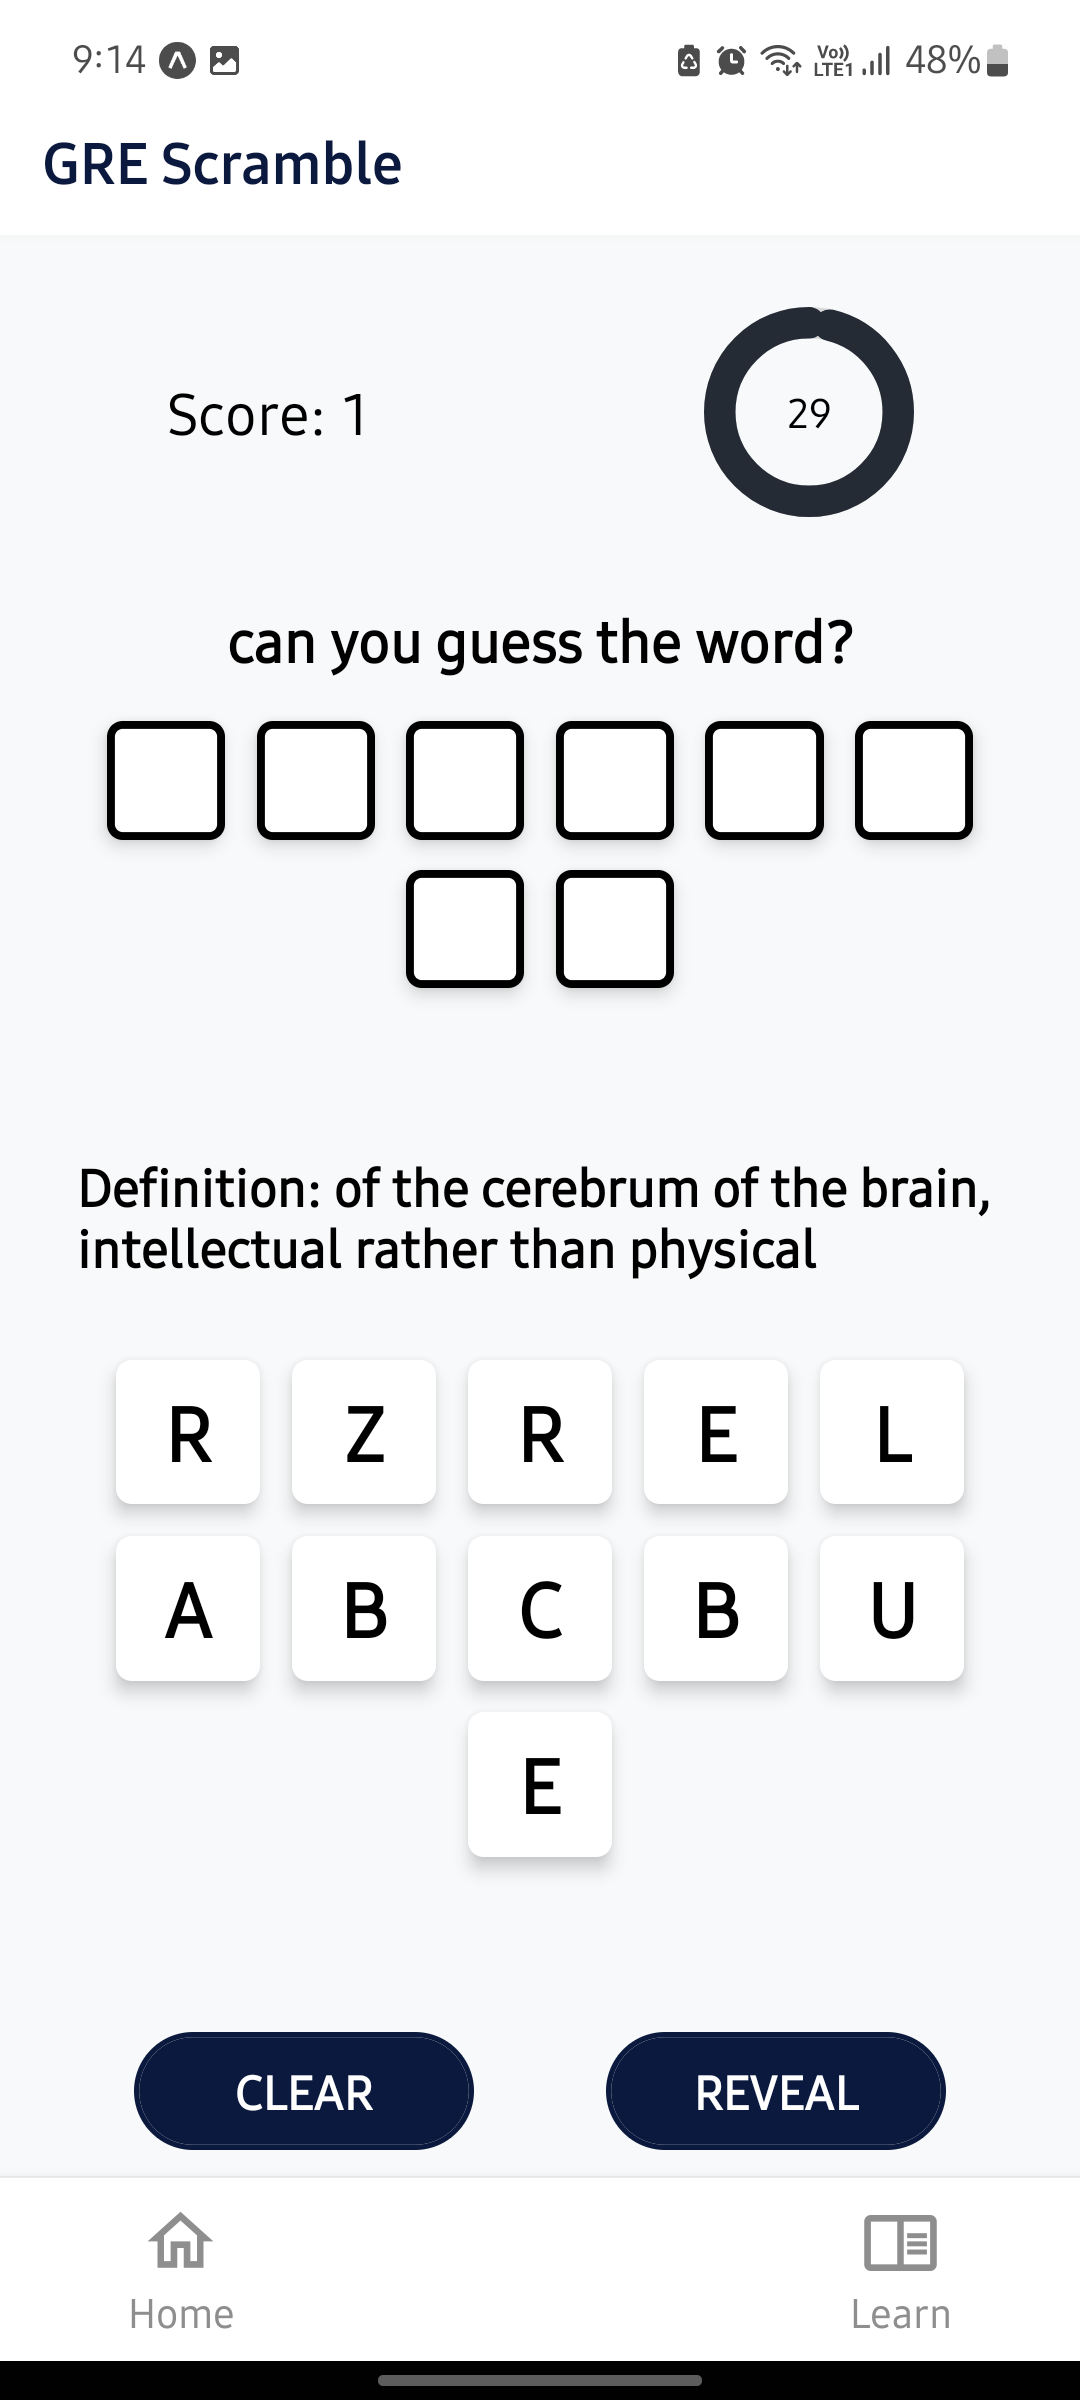 9:14 Vo)) LTE1 48%
GRE Scramble
Score: 1
29
can you guess the word?
Definition: of the cerebrum of the brain,
intellectual rather than physical
R Z R E L
A B C B U
E
CLEAR REVEAL
Home Learn